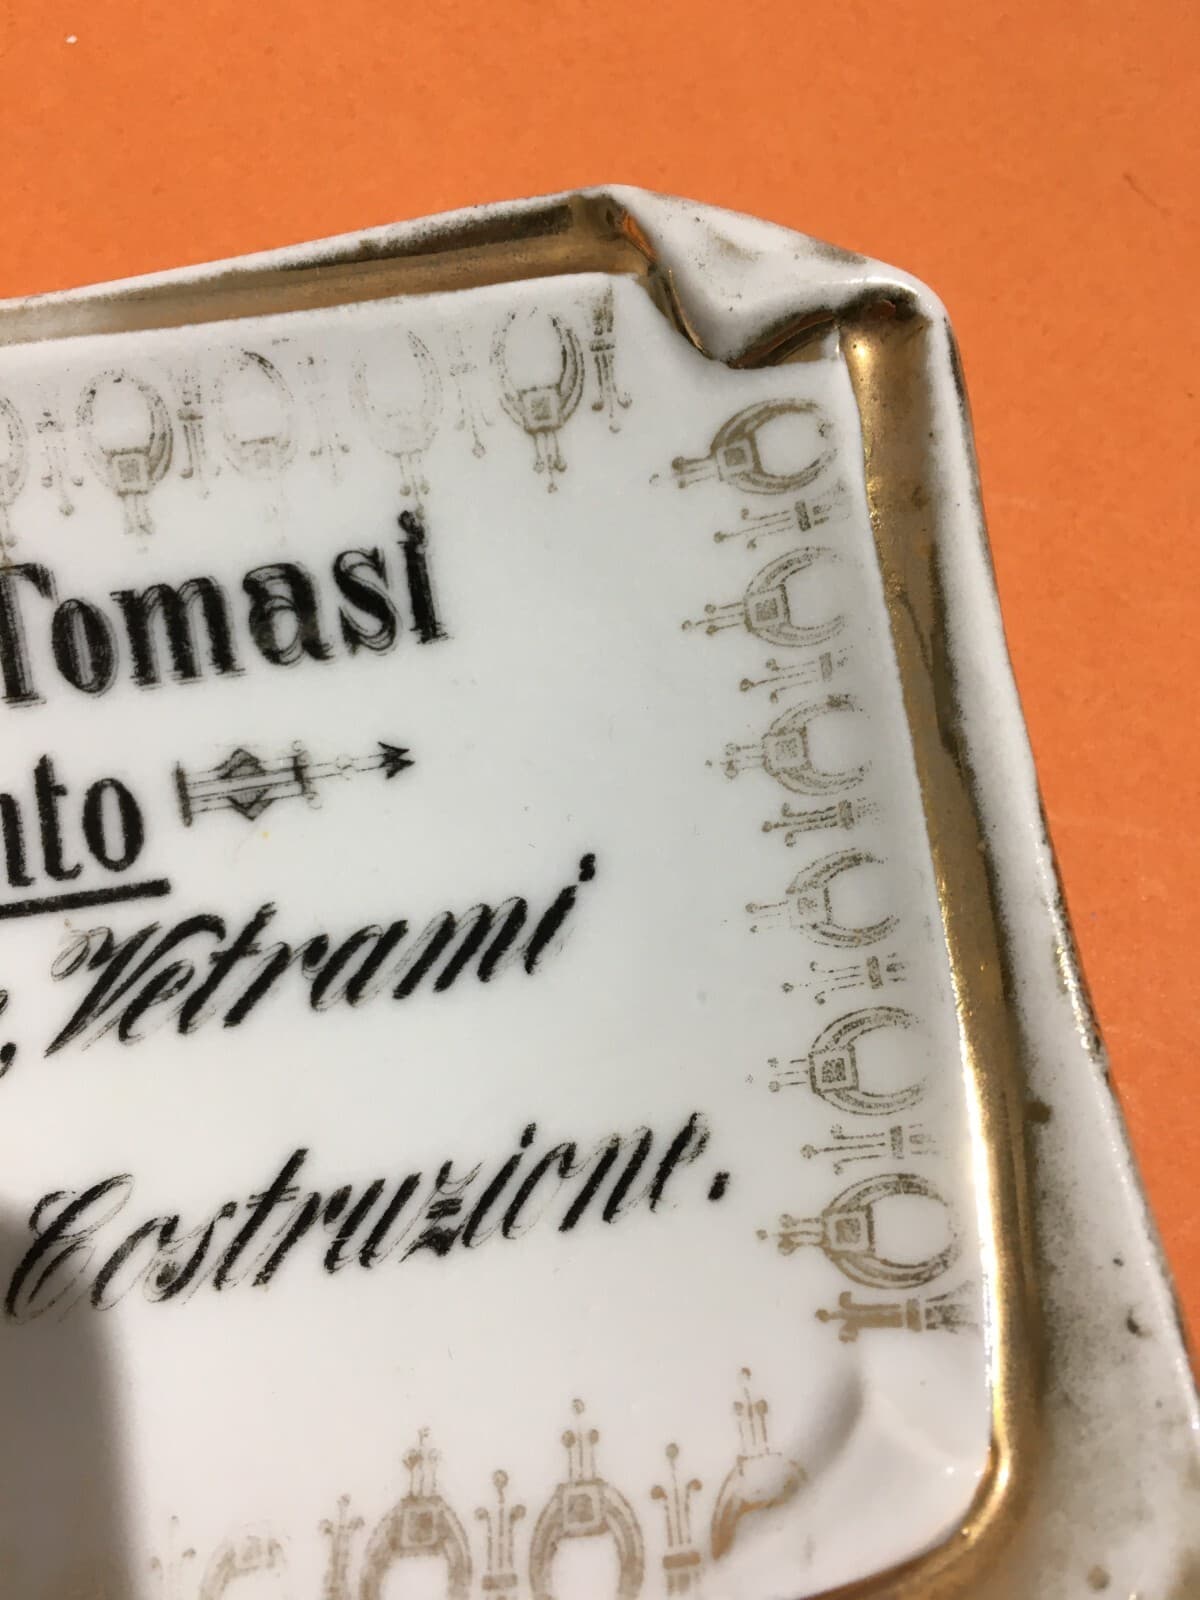 Tomasi
nto
, Vetrami
Costruzione.